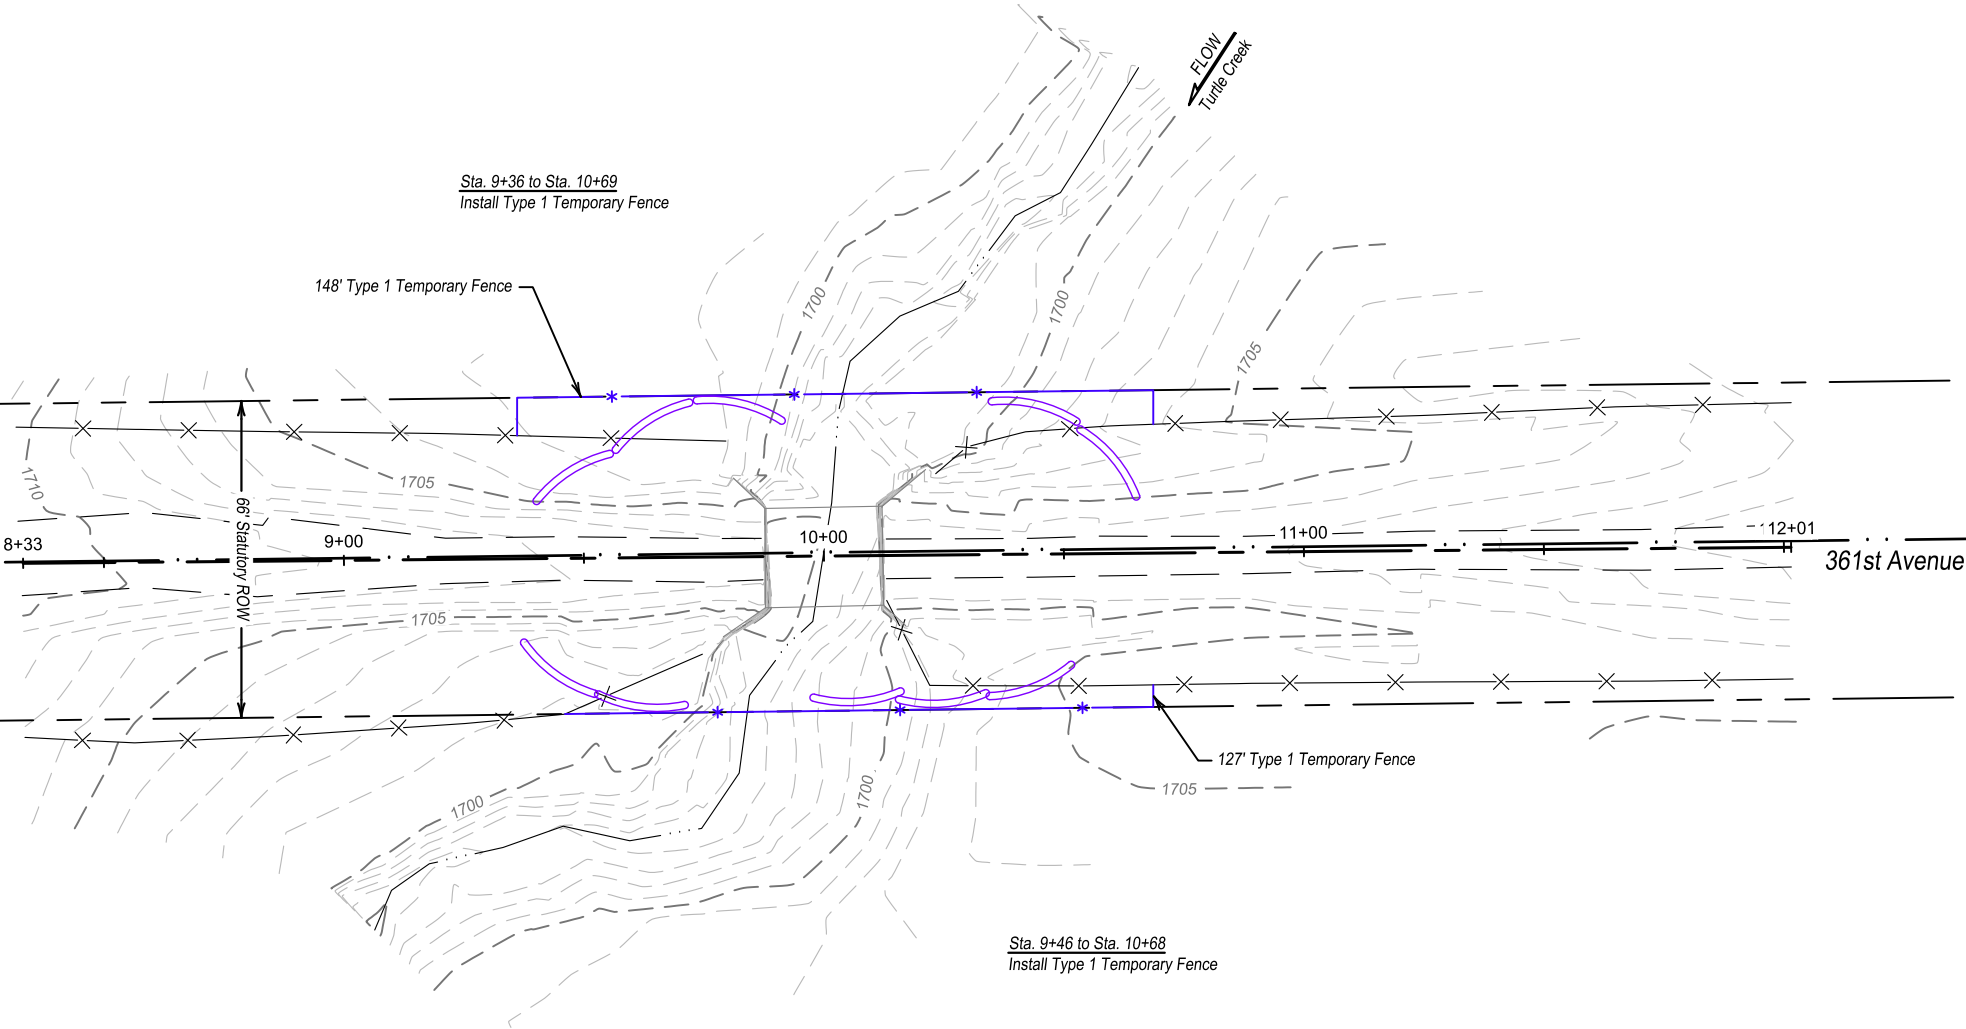 FLOW
Turtle Creek
Sta. 9+36 to Sta. 10+69
Install Type 1 Temporary Fence
148' Type 1 Temporary Fence
1700
1700
1705
1705
1710
66' Statutory ROW
8+33
9+00
10+00
11+00
12+01
361st Avenue
1705
127' Type 1 Temporary Fence
1700
1700
1705
Sta. 9+46 to Sta. 10+68
Install Type 1 Temporary Fence